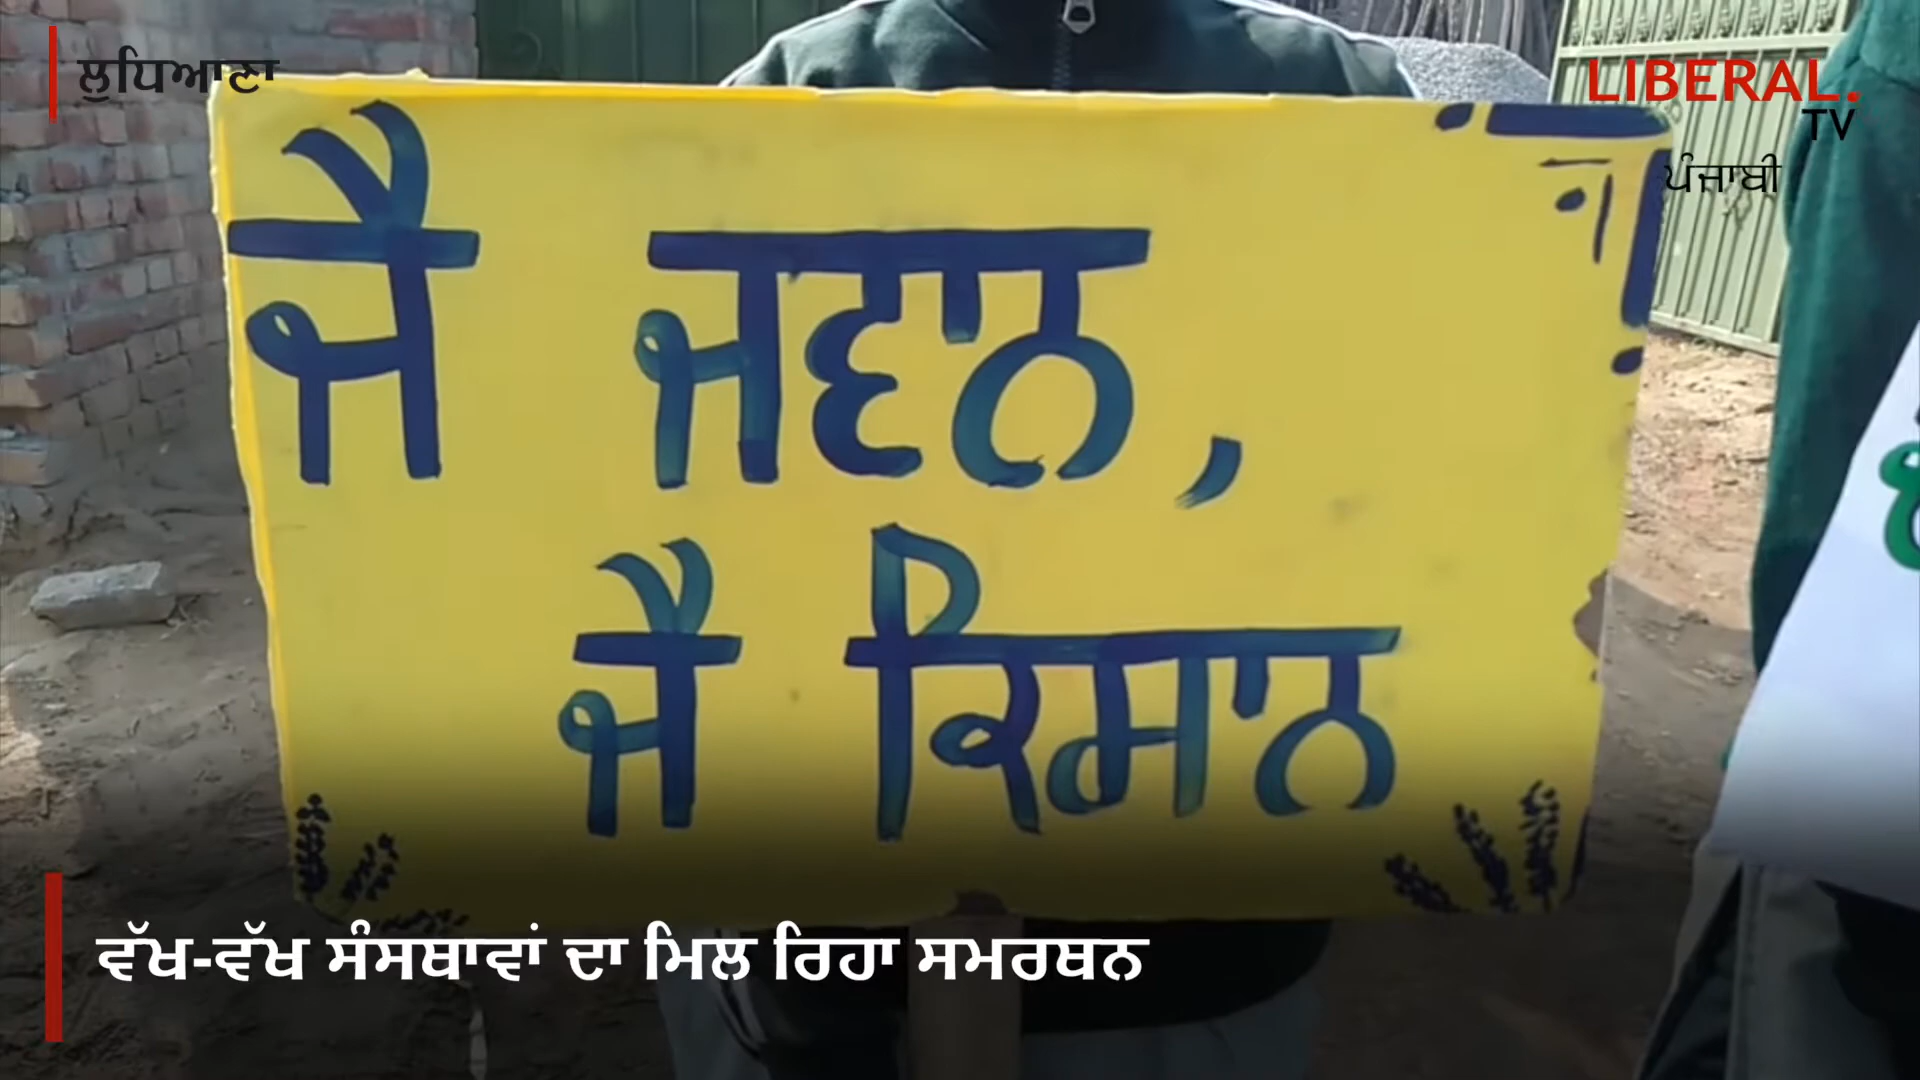 ਲੁਧਿਆਣਾ
LIBERAL.
TV
ਪੰਜਾਬੀ
ਜੈ ਜਵਾਨ,
ਜੈ ਕਿਸਾਨ
ਵੱਖ-ਵੱਖ ਸੰਸਥਾਵਾਂ ਦਾ ਮਿਲ ਰਿਹਾ ਸਮਰਥਨ